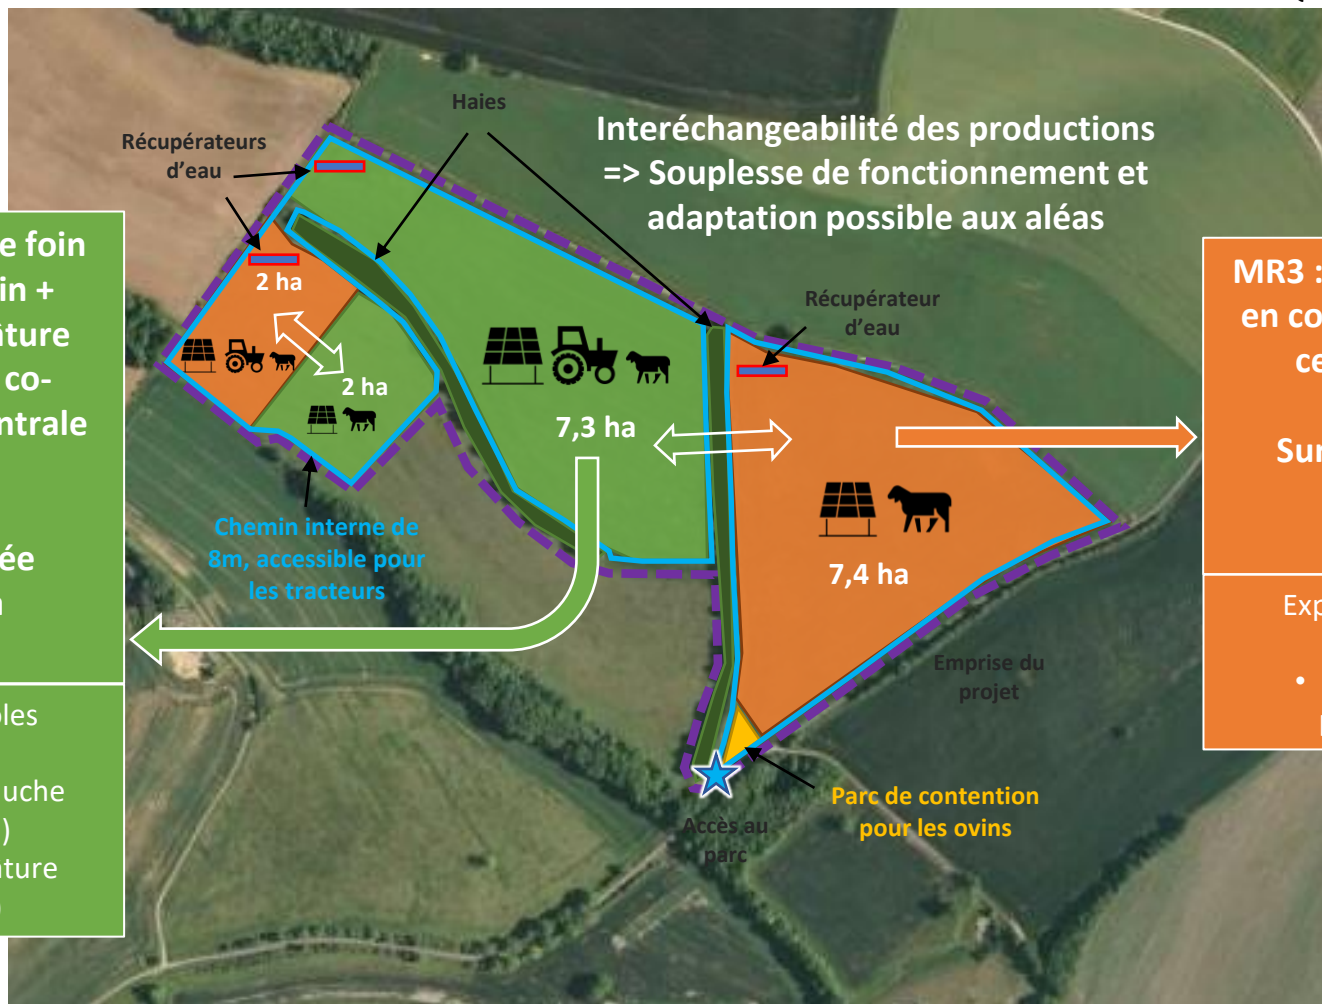 Haies
Récupérateurs
d'eau
Interéchangeabilité des productions
=> Souplesse de fonctionnement et
adaptation possible aux aléas
e foin
in +
âture
co-
ntrale
ée
bles
uche
)
ature
)
2 ha
2 ha
7,3 ha
Récupérateur
d'eau
7,4 ha
Chemin interne de
8m, accessible pour
les tracteurs
Emprise du
projet
Parc de contention
pour les ovins
Accès au
parc
MR3 :
en co
ce
Sur
Exp
•